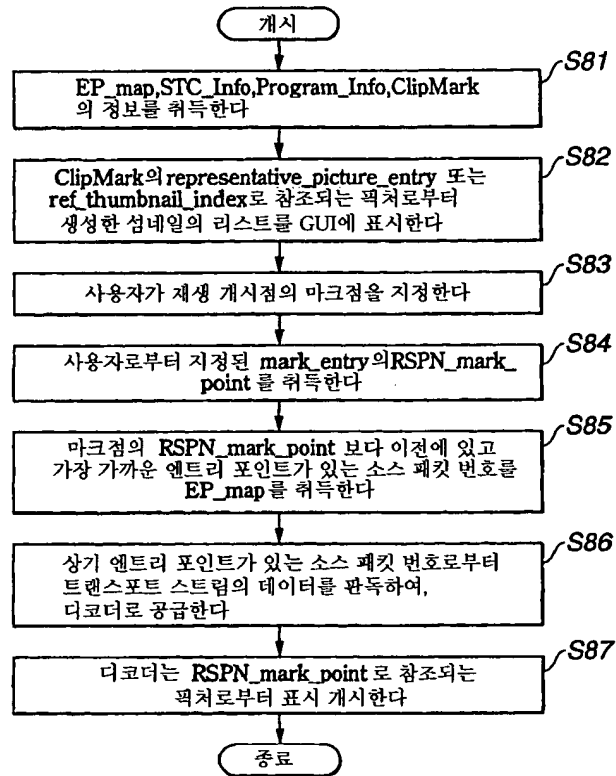 개시
S81
EP_map,STC_Info,Program_Info,ClipMark
의 정보를 취득한다
S82
ClipMark의 representative_picture_entry 또는
ref_thumbnail_index로 참조되는 픽처로부터
생성한 섬네일의 리스트를 GUI에 표시한다
S83
사용자가 재생 개시점의 마크점을 지정한다
S84
사용자로부터 지정된 mark_entry의RSPN_mark_
point 를 취득한다
S85
마크점의 RSPN_mark_point 보다 이전에 있고
가장 가까운 엔트리 포인트가 있는 소스 패킷 번호를
EP_map를 취득한다
S86
상기 엔트리 포인트가 있는 소스 패킷 번호로부터
트랜스포트 스트림의 데이터를 판독하여,
디코더로 공급한다
S87
디코더는 RSPN_mark_point 로 참조되는
픽처로부터 표시 개시한다
종료